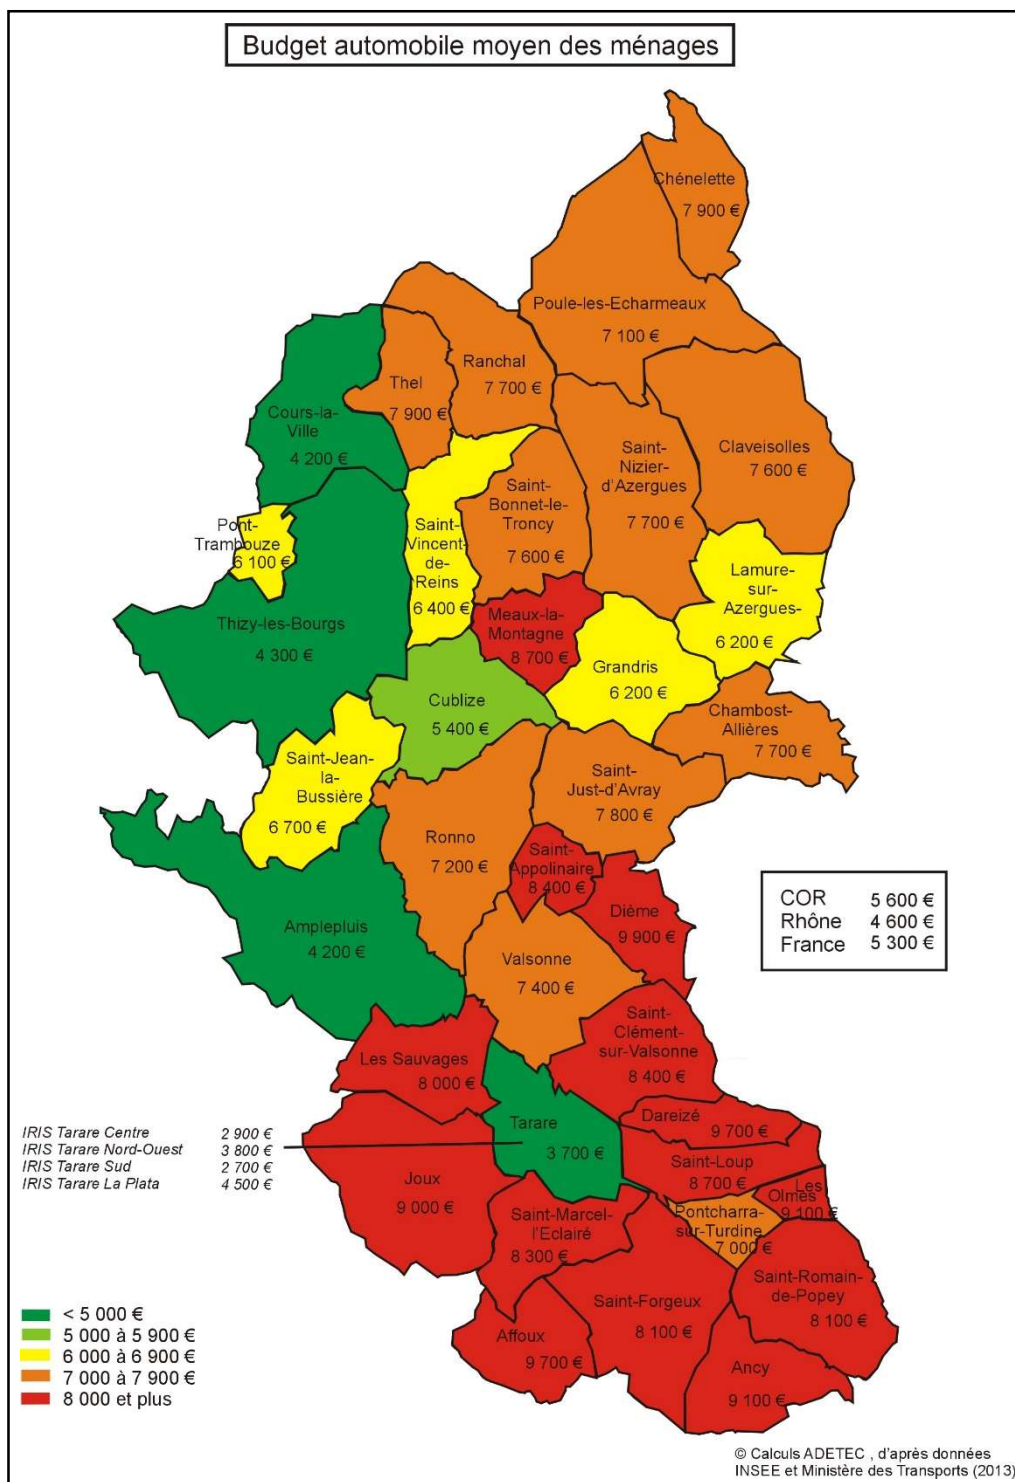 Budget automobile moyen des ménages
Chénelette
7 900 €
Poule-les-Echarmeaux
7 100 €
Ranchal
7 700 €
Thel
7 900 €
Cours-la-
Ville
4 200 €
Saint-
Nizier-
d'Azergues
7 700 €
Claveisolles
7 600 €
Saint-
Bonnet-le-
Troncy
7 600 €
Saint-
Vincent-
de-
Reins
6 400 €
Pont-
Trambouze
6 100 €
Thizy-les-Bourgs
4 300 €
Lamure-
sur-
Azergues-
6 200 €
Meaux-la-
Montagne
8 700 €
Grandris
6 200 €
Cublize
5 400 €
Chambost-
Allières
7 700 €
Saint-Jean-
la-
Bussière
6 700 €
Saint-
Just-d'Avray
7 800 €
Ronno
7 200 €
Saint-
Appolinaire
8 400 €
Dième
9 900 €
COR 5 600 €
Rhône 4 600 €
France 5 300 €
Amplepluis
4 200 €
Valsonne
7 400 €
Saint-
Clément-
sur-Valsonne
8 400 €
Les Sauvages
8 000 €
Tarare
3 700 €
Dareizé
9 700 €
IRIS Tarare Centre 2 900 €
IRIS Tarare Nord-Ouest 3 800 €
IRIS Tarare Sud 2 700 €
IRIS Tarare La Plata 4 500 €
Saint-Loup
8 700 €
Joux
9 000 €
Les
Olmes
9 100 €
Saint-Marcel-
l'Eclairé
8 300 €
Pontcharra-
sur-Turdine
7 000 €
Saint-Romain-
de-Popey
8 100 €
Saint-Forgeux
8 100 €
Affoux
9 700 €
Ancy
9 100 €
< 5 000 €
5 000 à 5 900 €
6 000 à 6 900 €
7 000 à 7 900 €
8 000 et plus
© Calculs ADETEC , d'après données
INSEE et Ministère des Transports (2013)